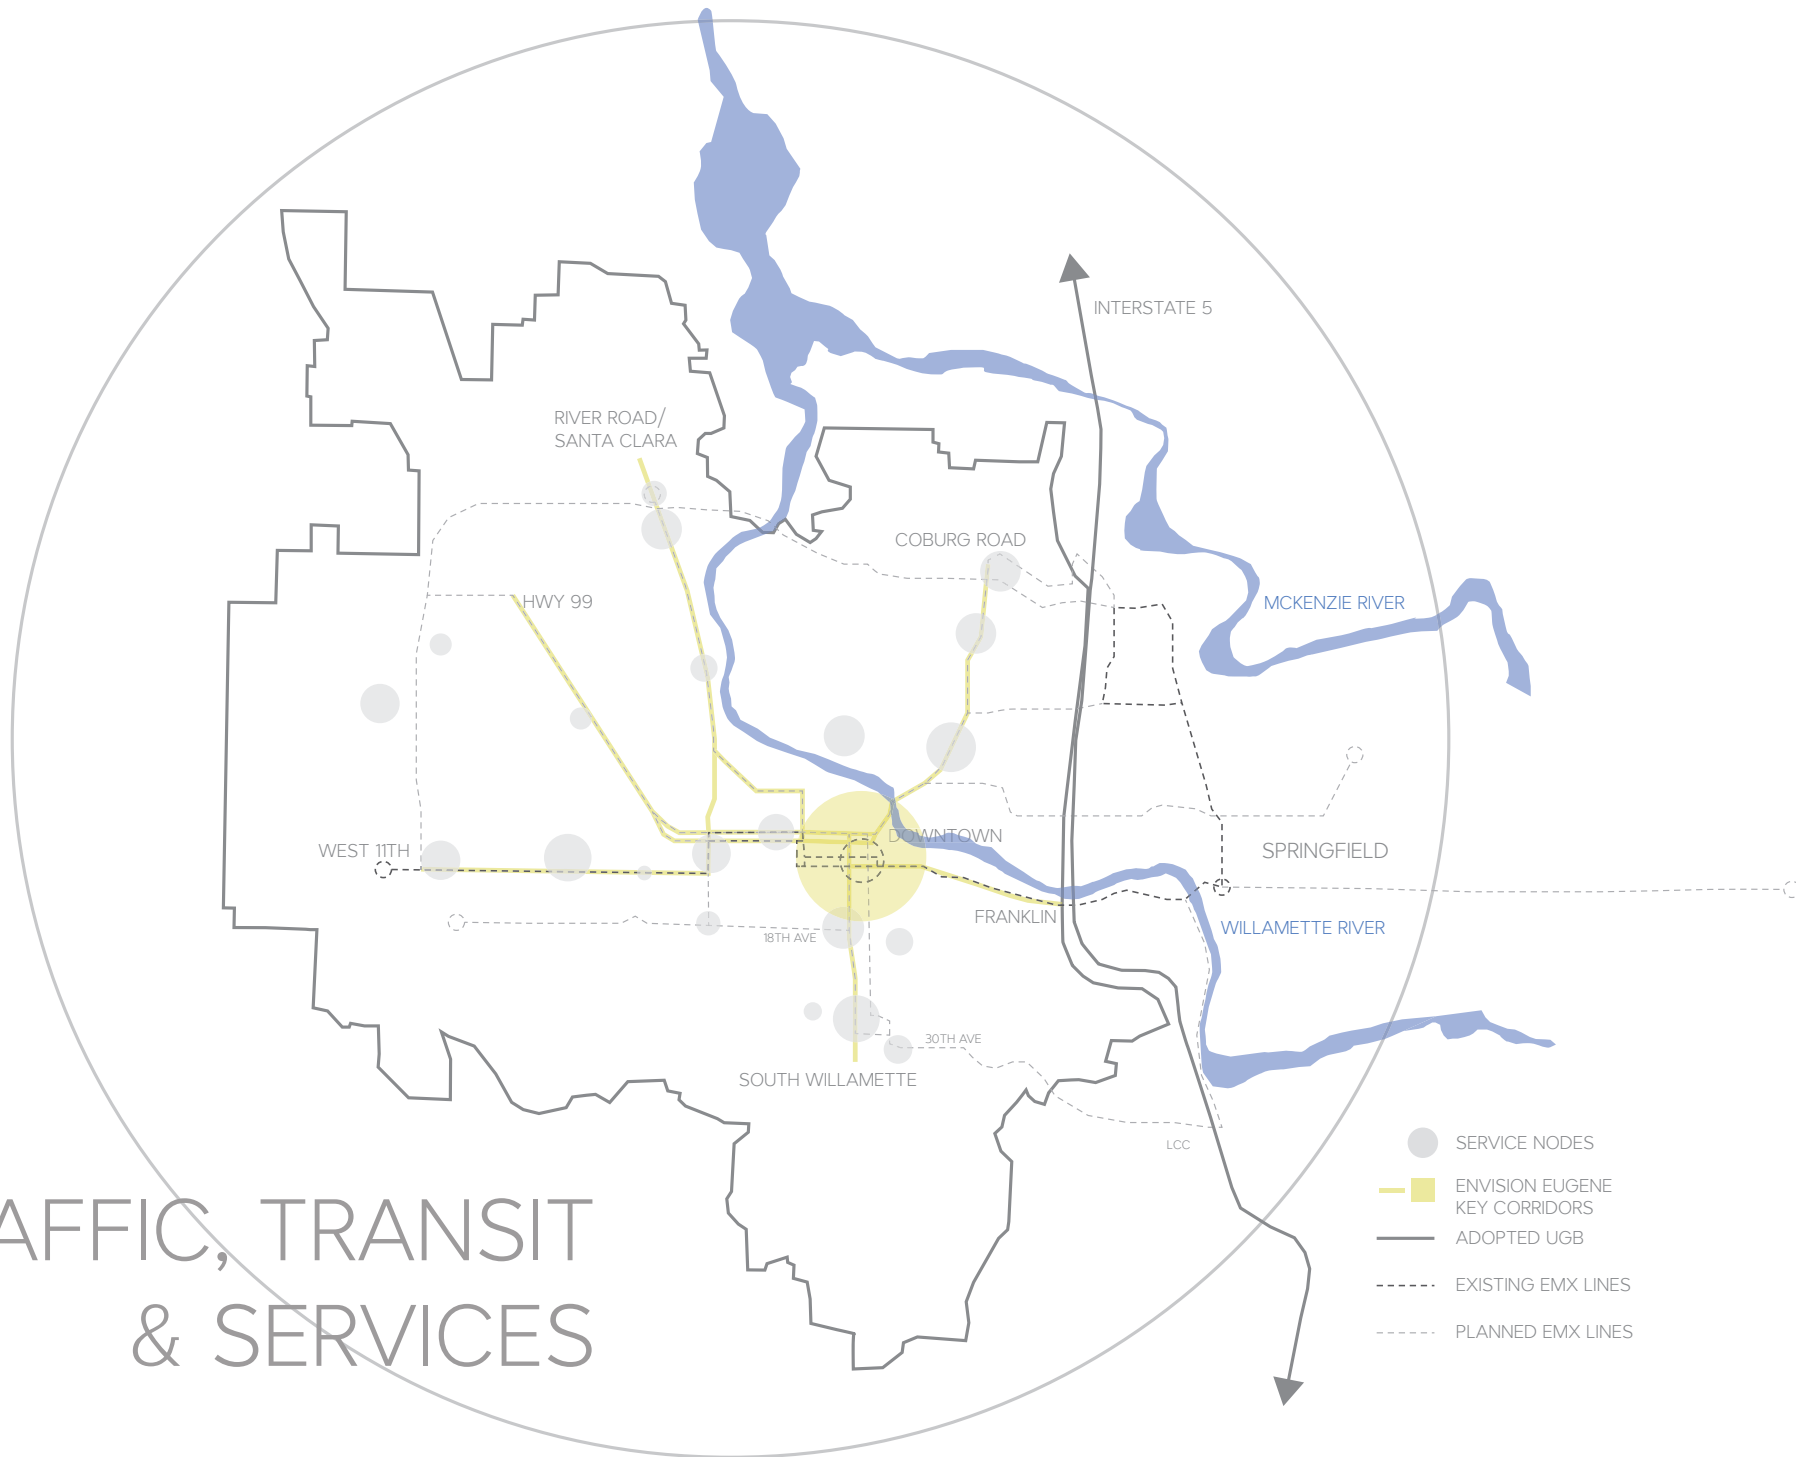 INTERSTATE 5
RIVER ROAD/
SANTA CLARA
COBURG ROAD
HWY 99
MCKENZIE RIVER
DOWNTOWN
WEST 11TH
SPRINGFIELD
FRANKLIN
WILLAMETTE RIVER
18TH AVE
30TH AVE
SOUTH WILLAMETTE
LCC
AFFIC, TRANSIT
& SERVICES
SERVICE NODES
ENVISION EUGENE
KEY CORRIDORS
ADOPTED UGB
EXISTING EMX LINES
PLANNED EMX LINES